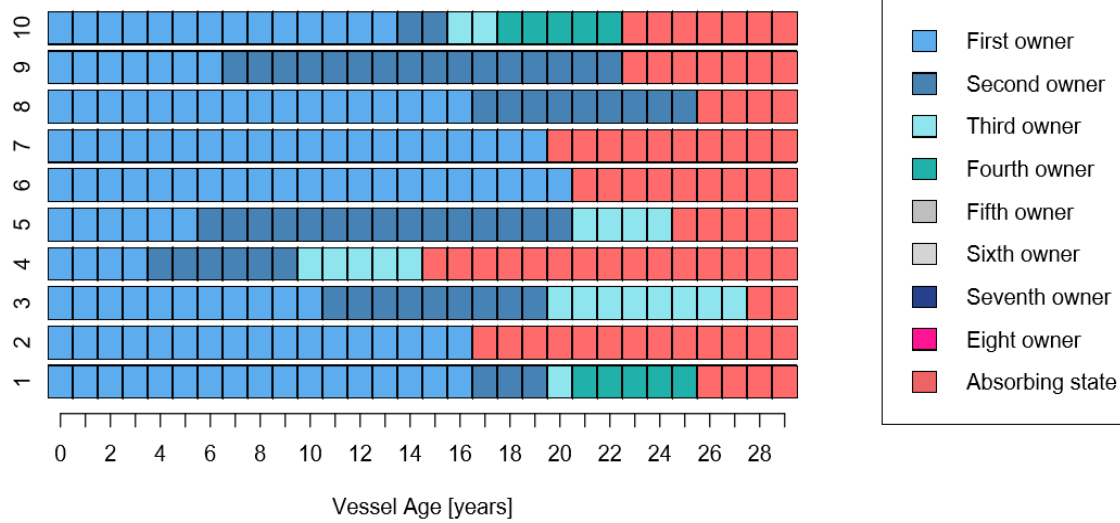 10
9
8
7
6
5
4
3
2
1
0 2 4 6 8 10 12 14 16 18 20 22 24 26 28
Vessel Age [years]
First owner
Second owner
Third owner
Fourth owner
Fifth owner
Sixth owner
Seventh owner
Eight owner
Absorbing state